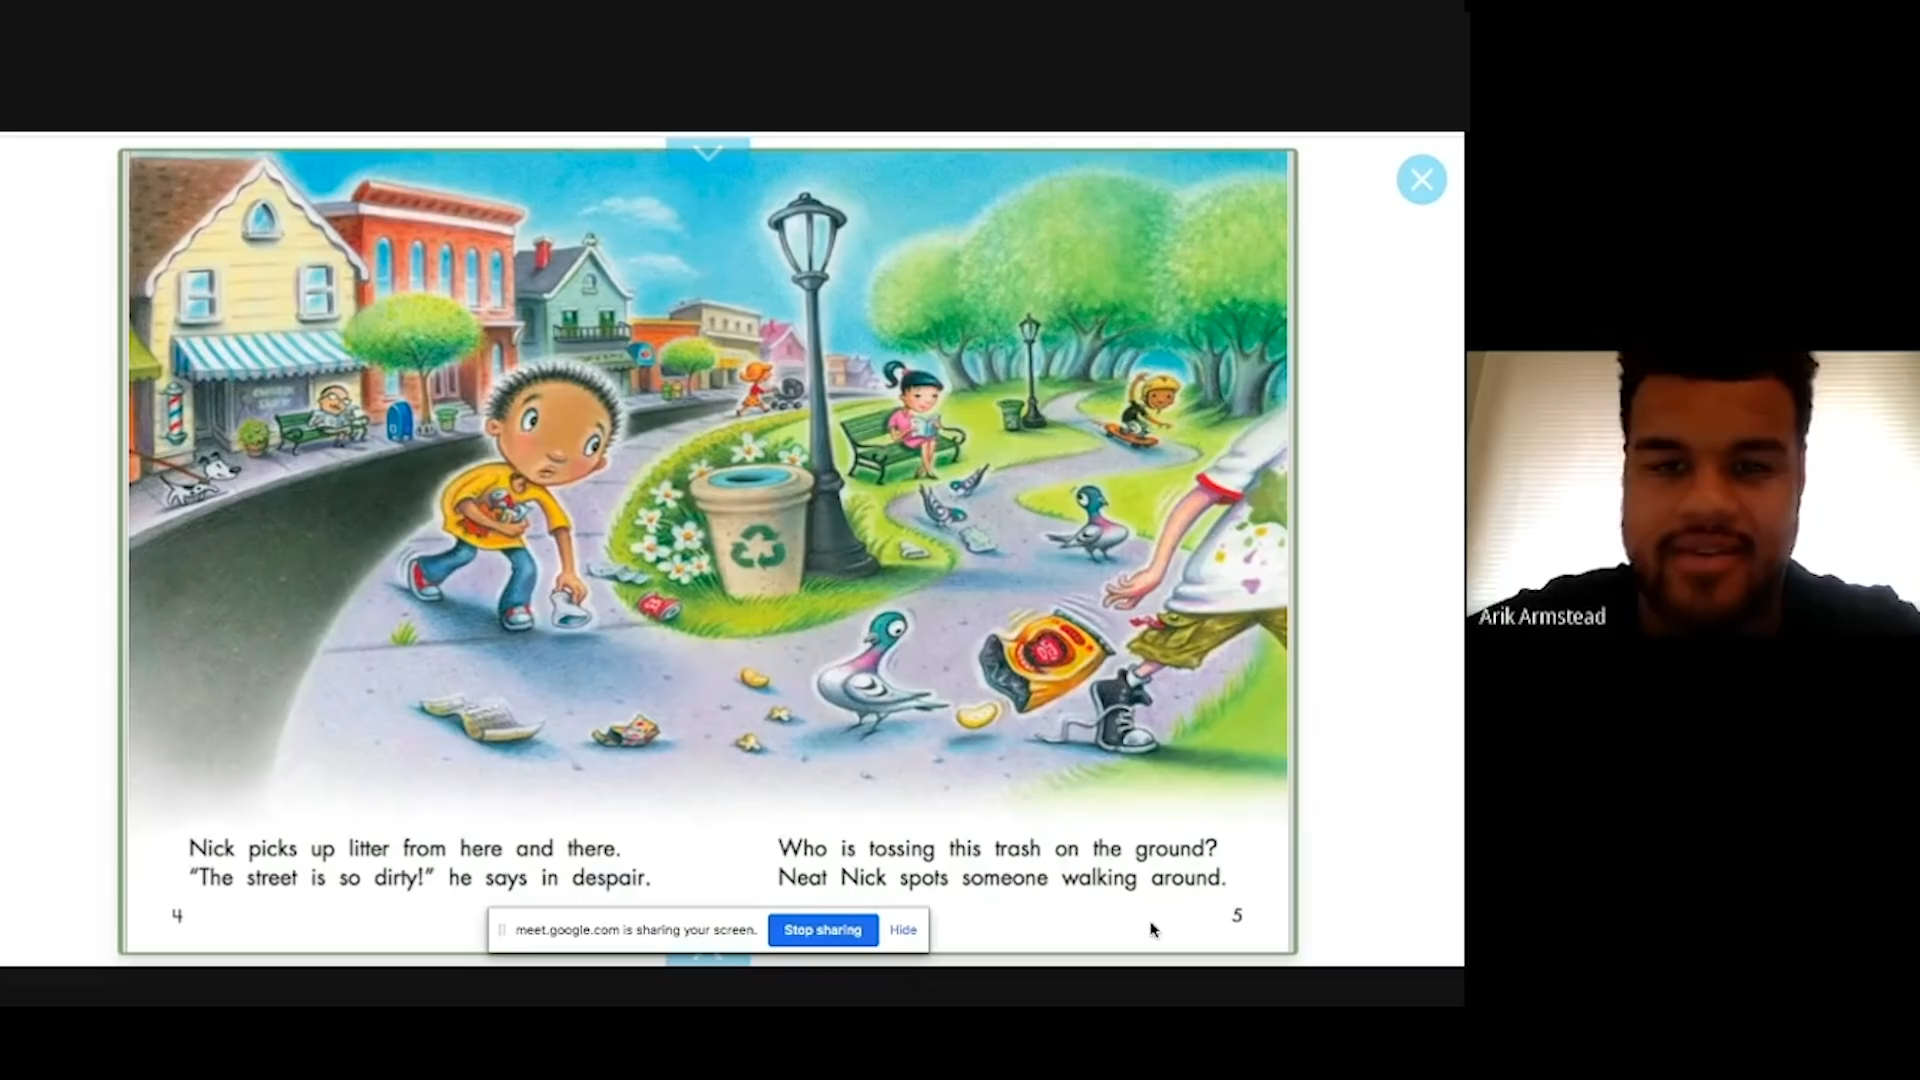 Nick picks up litter from here and there.
“The street is so dirty!” he says in despair.
4
Who is tossing this trash on the ground?
Neat Nick spots someone walking around.
5
meet.google.com is sharing your screen.
Stop sharing
Hide
Arik Armstead